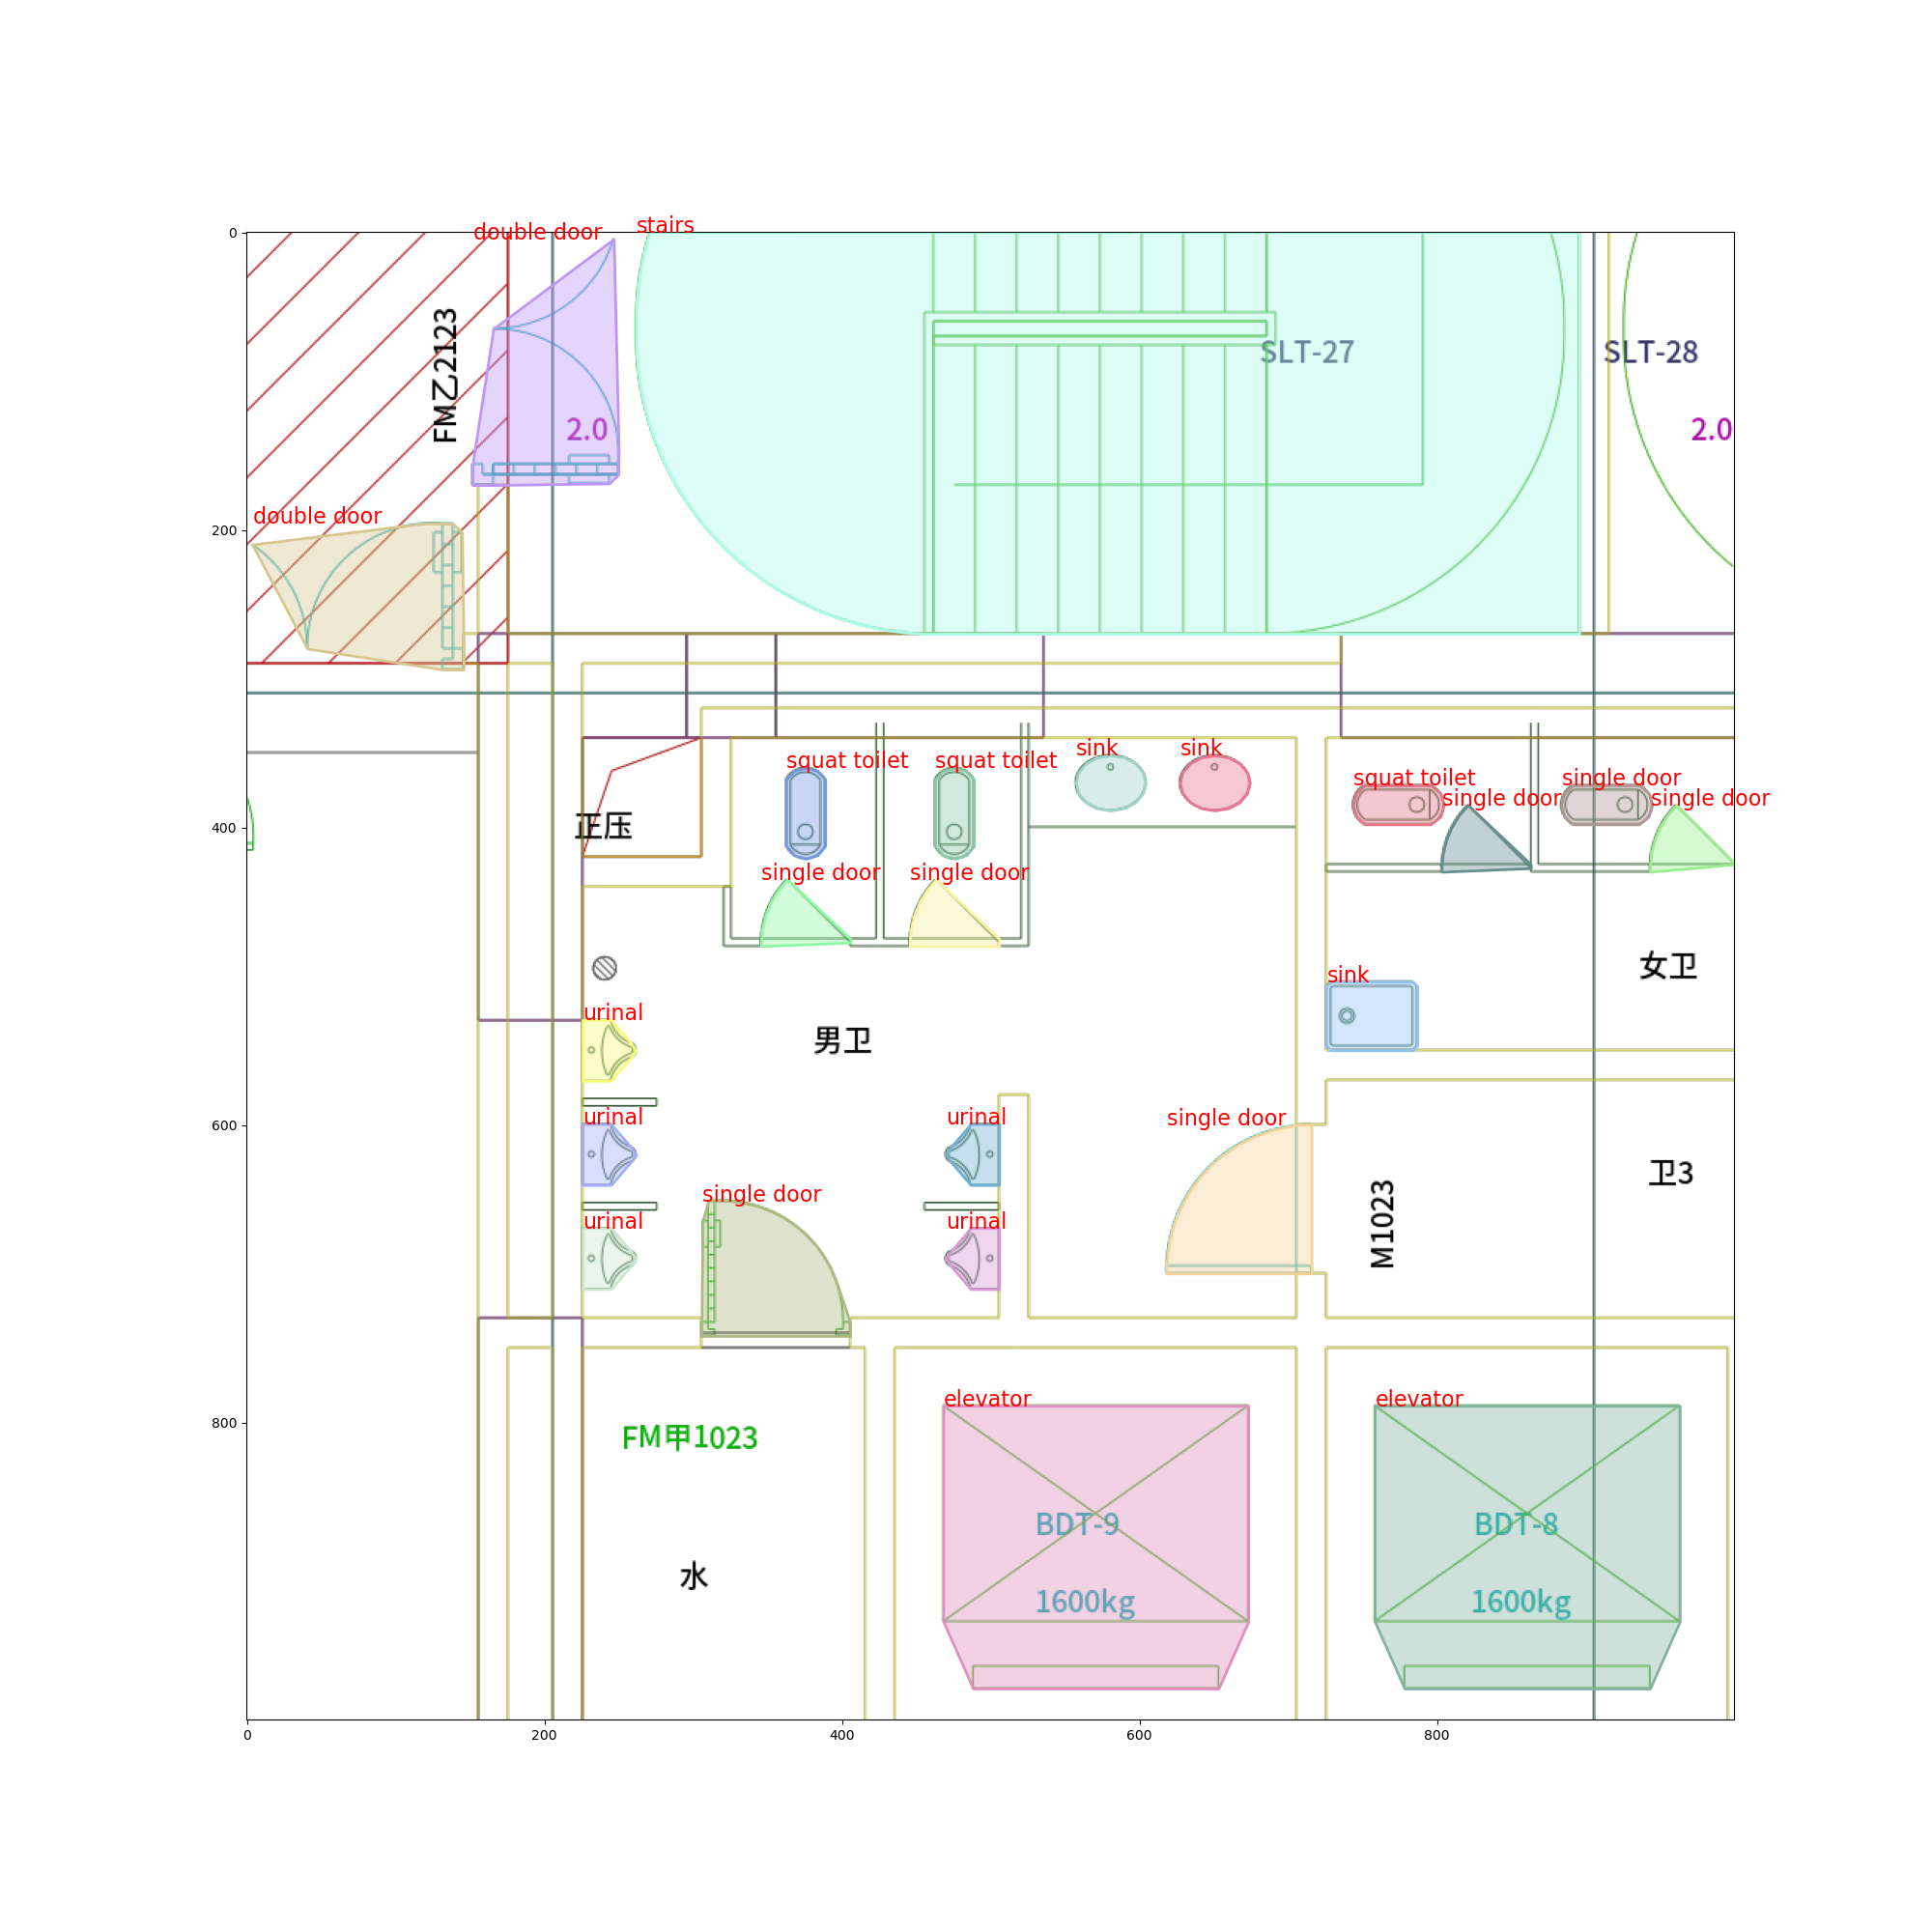 double door
stairs
FM乙2123
SLT-27
SLT-28
2.0
2.0
double door
正压
squat toilet
squat toilet
sink
sink
squat toilet
single door
single door
single door
single door
single door
男卫
女卫
sink
urinal
urinal
urinal
urinal
urinal
single door
single door
M1023
卫3
FM甲1023
水
elevator
BDT-9
1600kg
elevator
BDT-8
1600kg
0
200
400
600
800
0
200
400
600
800